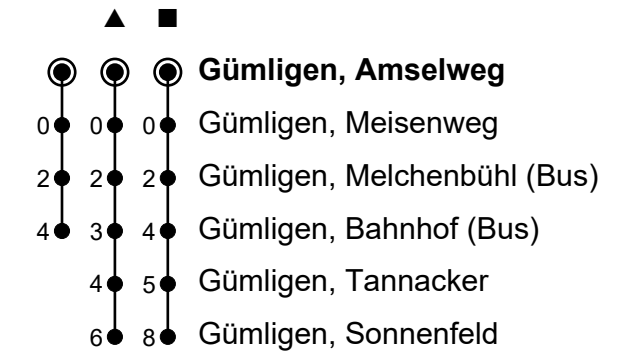 ▲ ■
Gümligen, Amselweg
0 0 0 Gümligen, Meisenweg
2 2 2 Gümligen, Melchenbühl (Bus)
4 3 4 Gümligen, Bahnhof (Bus)
4 5 Gümligen, Tannacker
6 8 Gümligen, Sonnenfeld